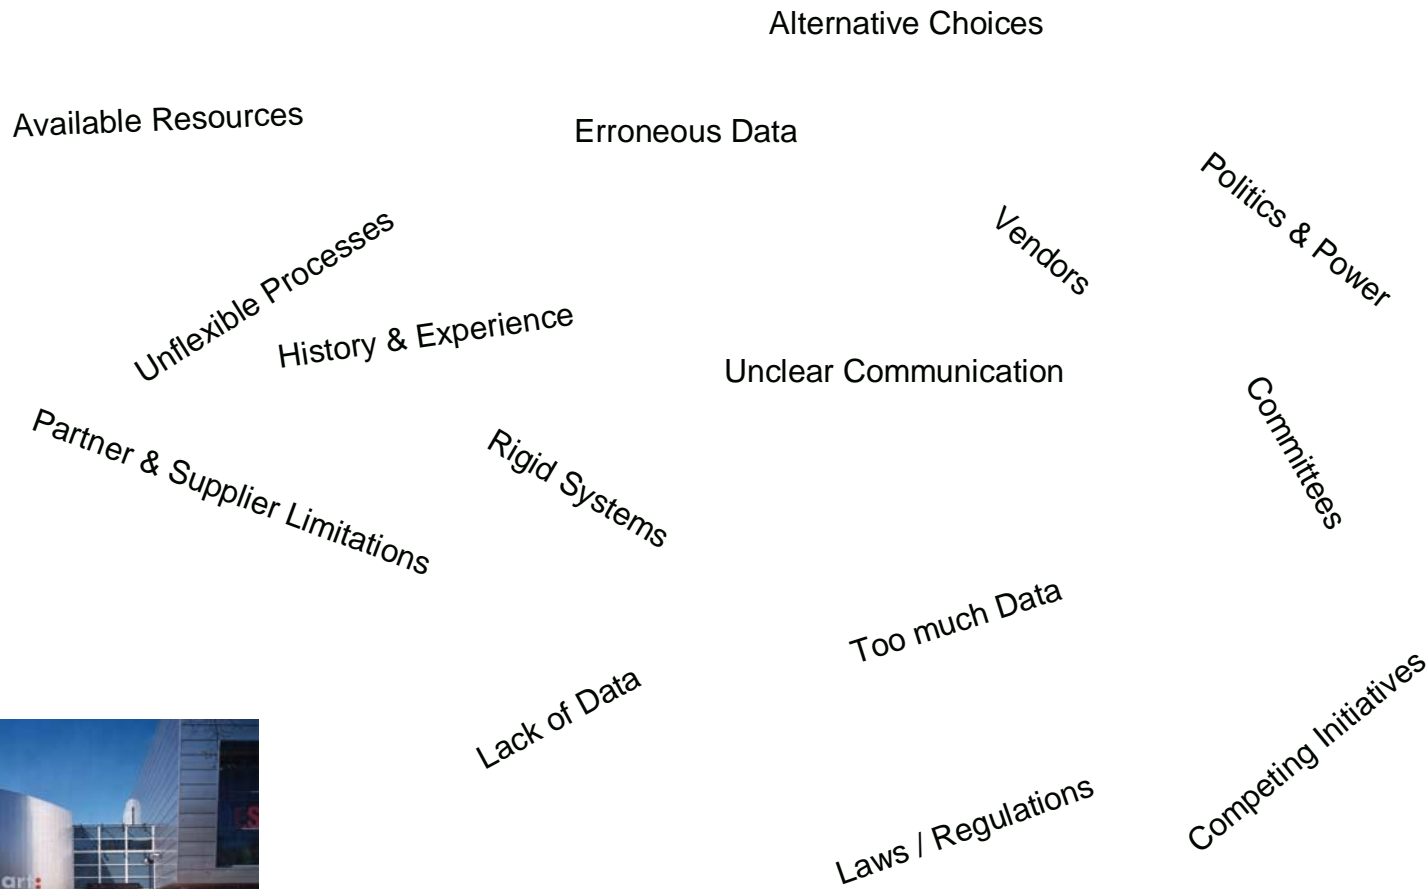 Alternative Choices
Available Resources
Erroneous Data
Politics & Power
Vendors
Unflexible Processes
History & Experience
Unclear Communication
Committees
Partner & Supplier Limitations
Rigid Systems
Too much Data
Lack of Data
Competing Initiatives
Laws / Regulations
art: